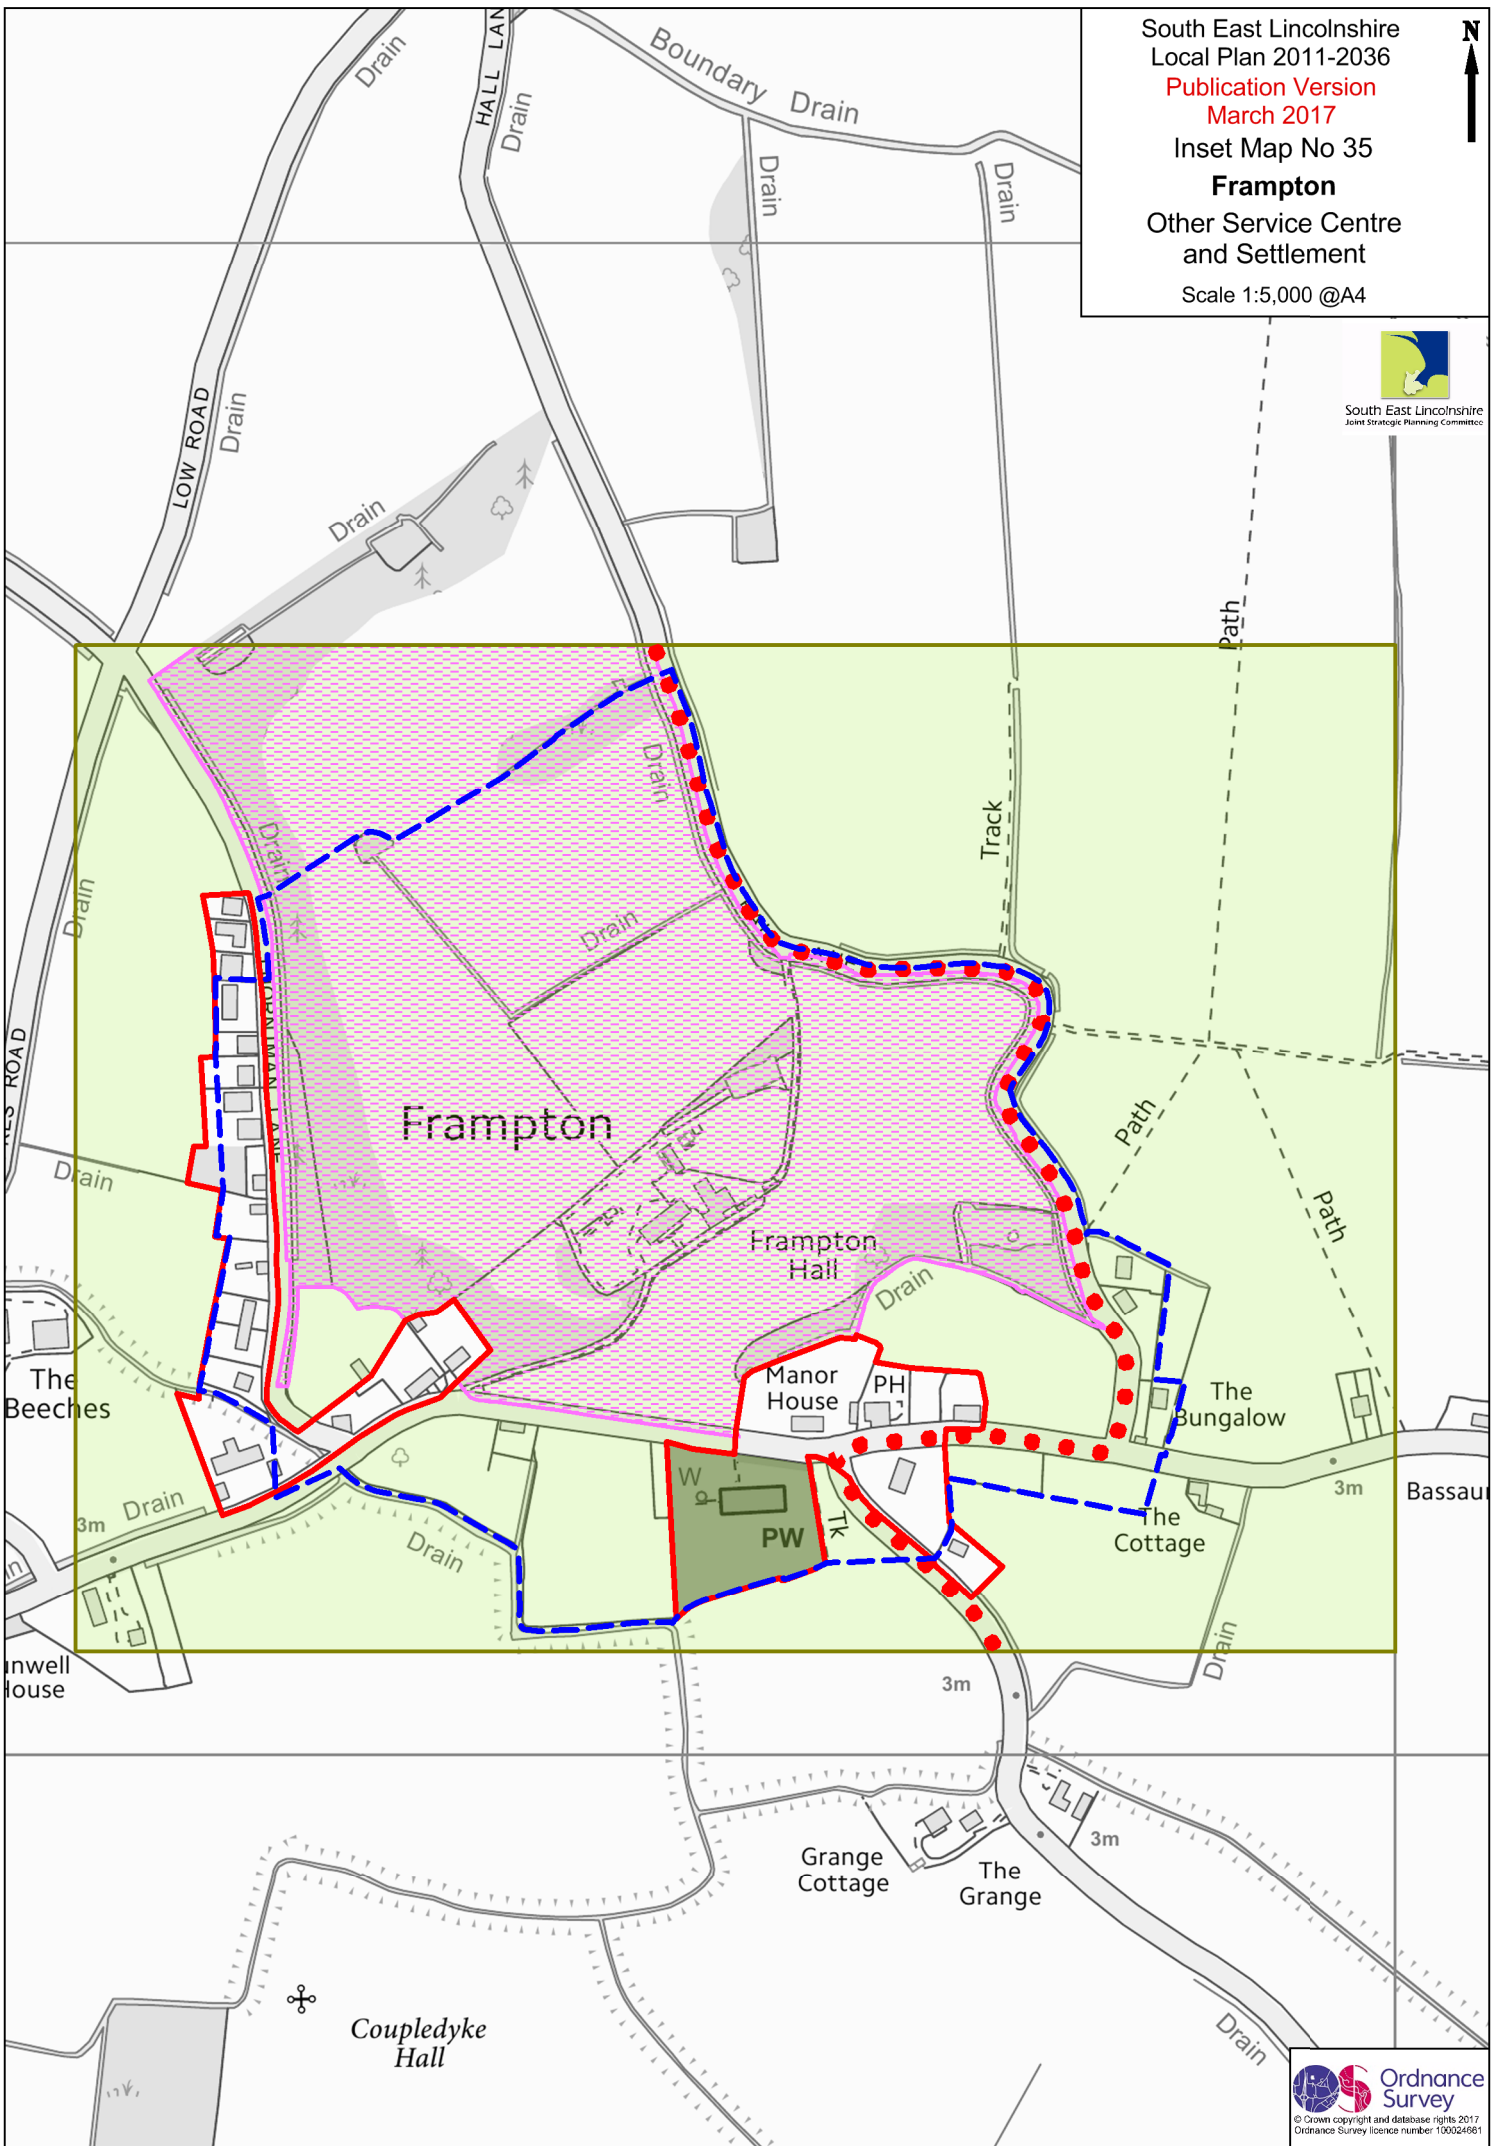 South East Lincolnshire
Local Plan 2011-2036
Publication Version
March 2017
Inset Map No 35
Frampton
Other Service Centre
and Settlement
Scale 1:5,000 @A4
N
South East Lincolnshire
Joint Strategic Planning Committee
Drain
HALL LAN
Drain
Boundary Drain
Drain
Drain
LOW ROAD
Drain
Drain
Path
Drain
Track
Drain
Drain
Drain
ROAD
LANE
Frampton
Path
Drain
Path
Frampton
Hall
Drain
The
Beeches
Manor
House
PH
The
Bungalow
W
PW
Tk
3m
Drain
Drain
The
Cottage
3m
Bassau
Drain
nwell
House
3m
3m
Grange
Cottage
The
Grange
Coupledyke
Hall
Drain
Ordnance
Survey
© Crown copyright and database rights 2017
Ordnance Survey licence number 100024661